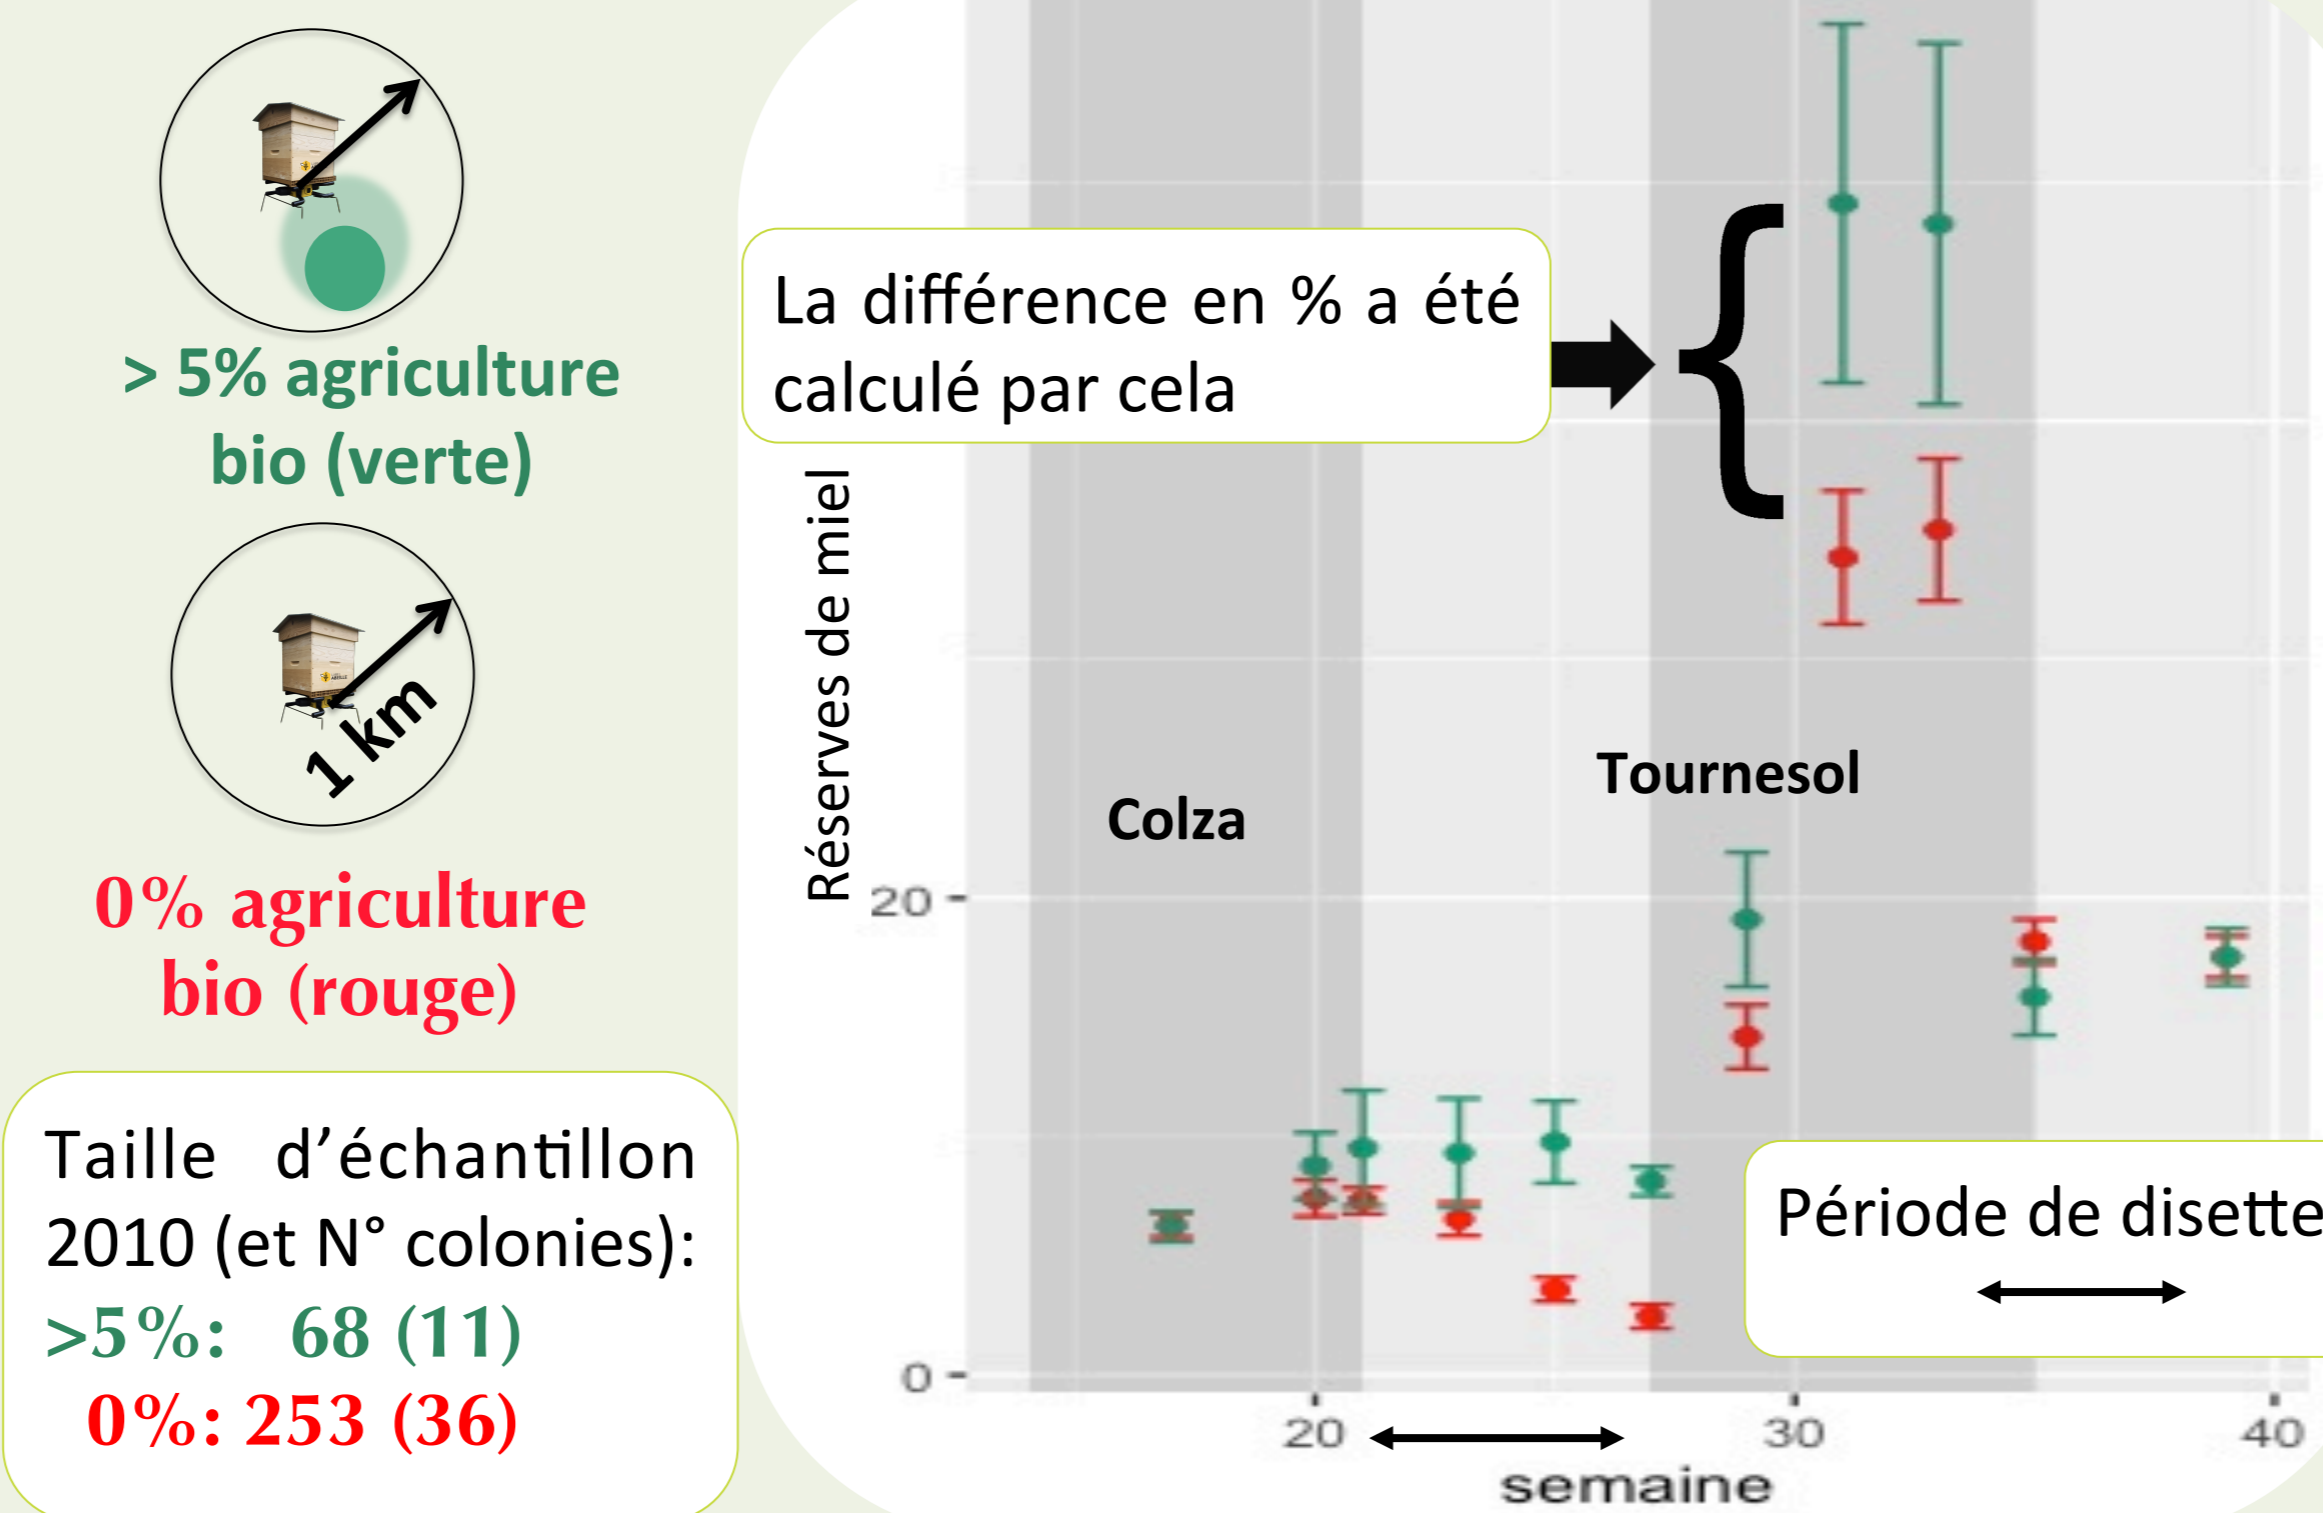 > 5% agriculture
bio (verte)
1 km
0% agriculture
bio (rouge)
Taille d'échantillon
2010 (et N° colonies):
>5%: 68 (11)
0%: 253 (36)
La différence en % a été
calculé par cela
Réserves de miel
Colza
Tournesol
20
0
Période de disette
20
30
40
semaine